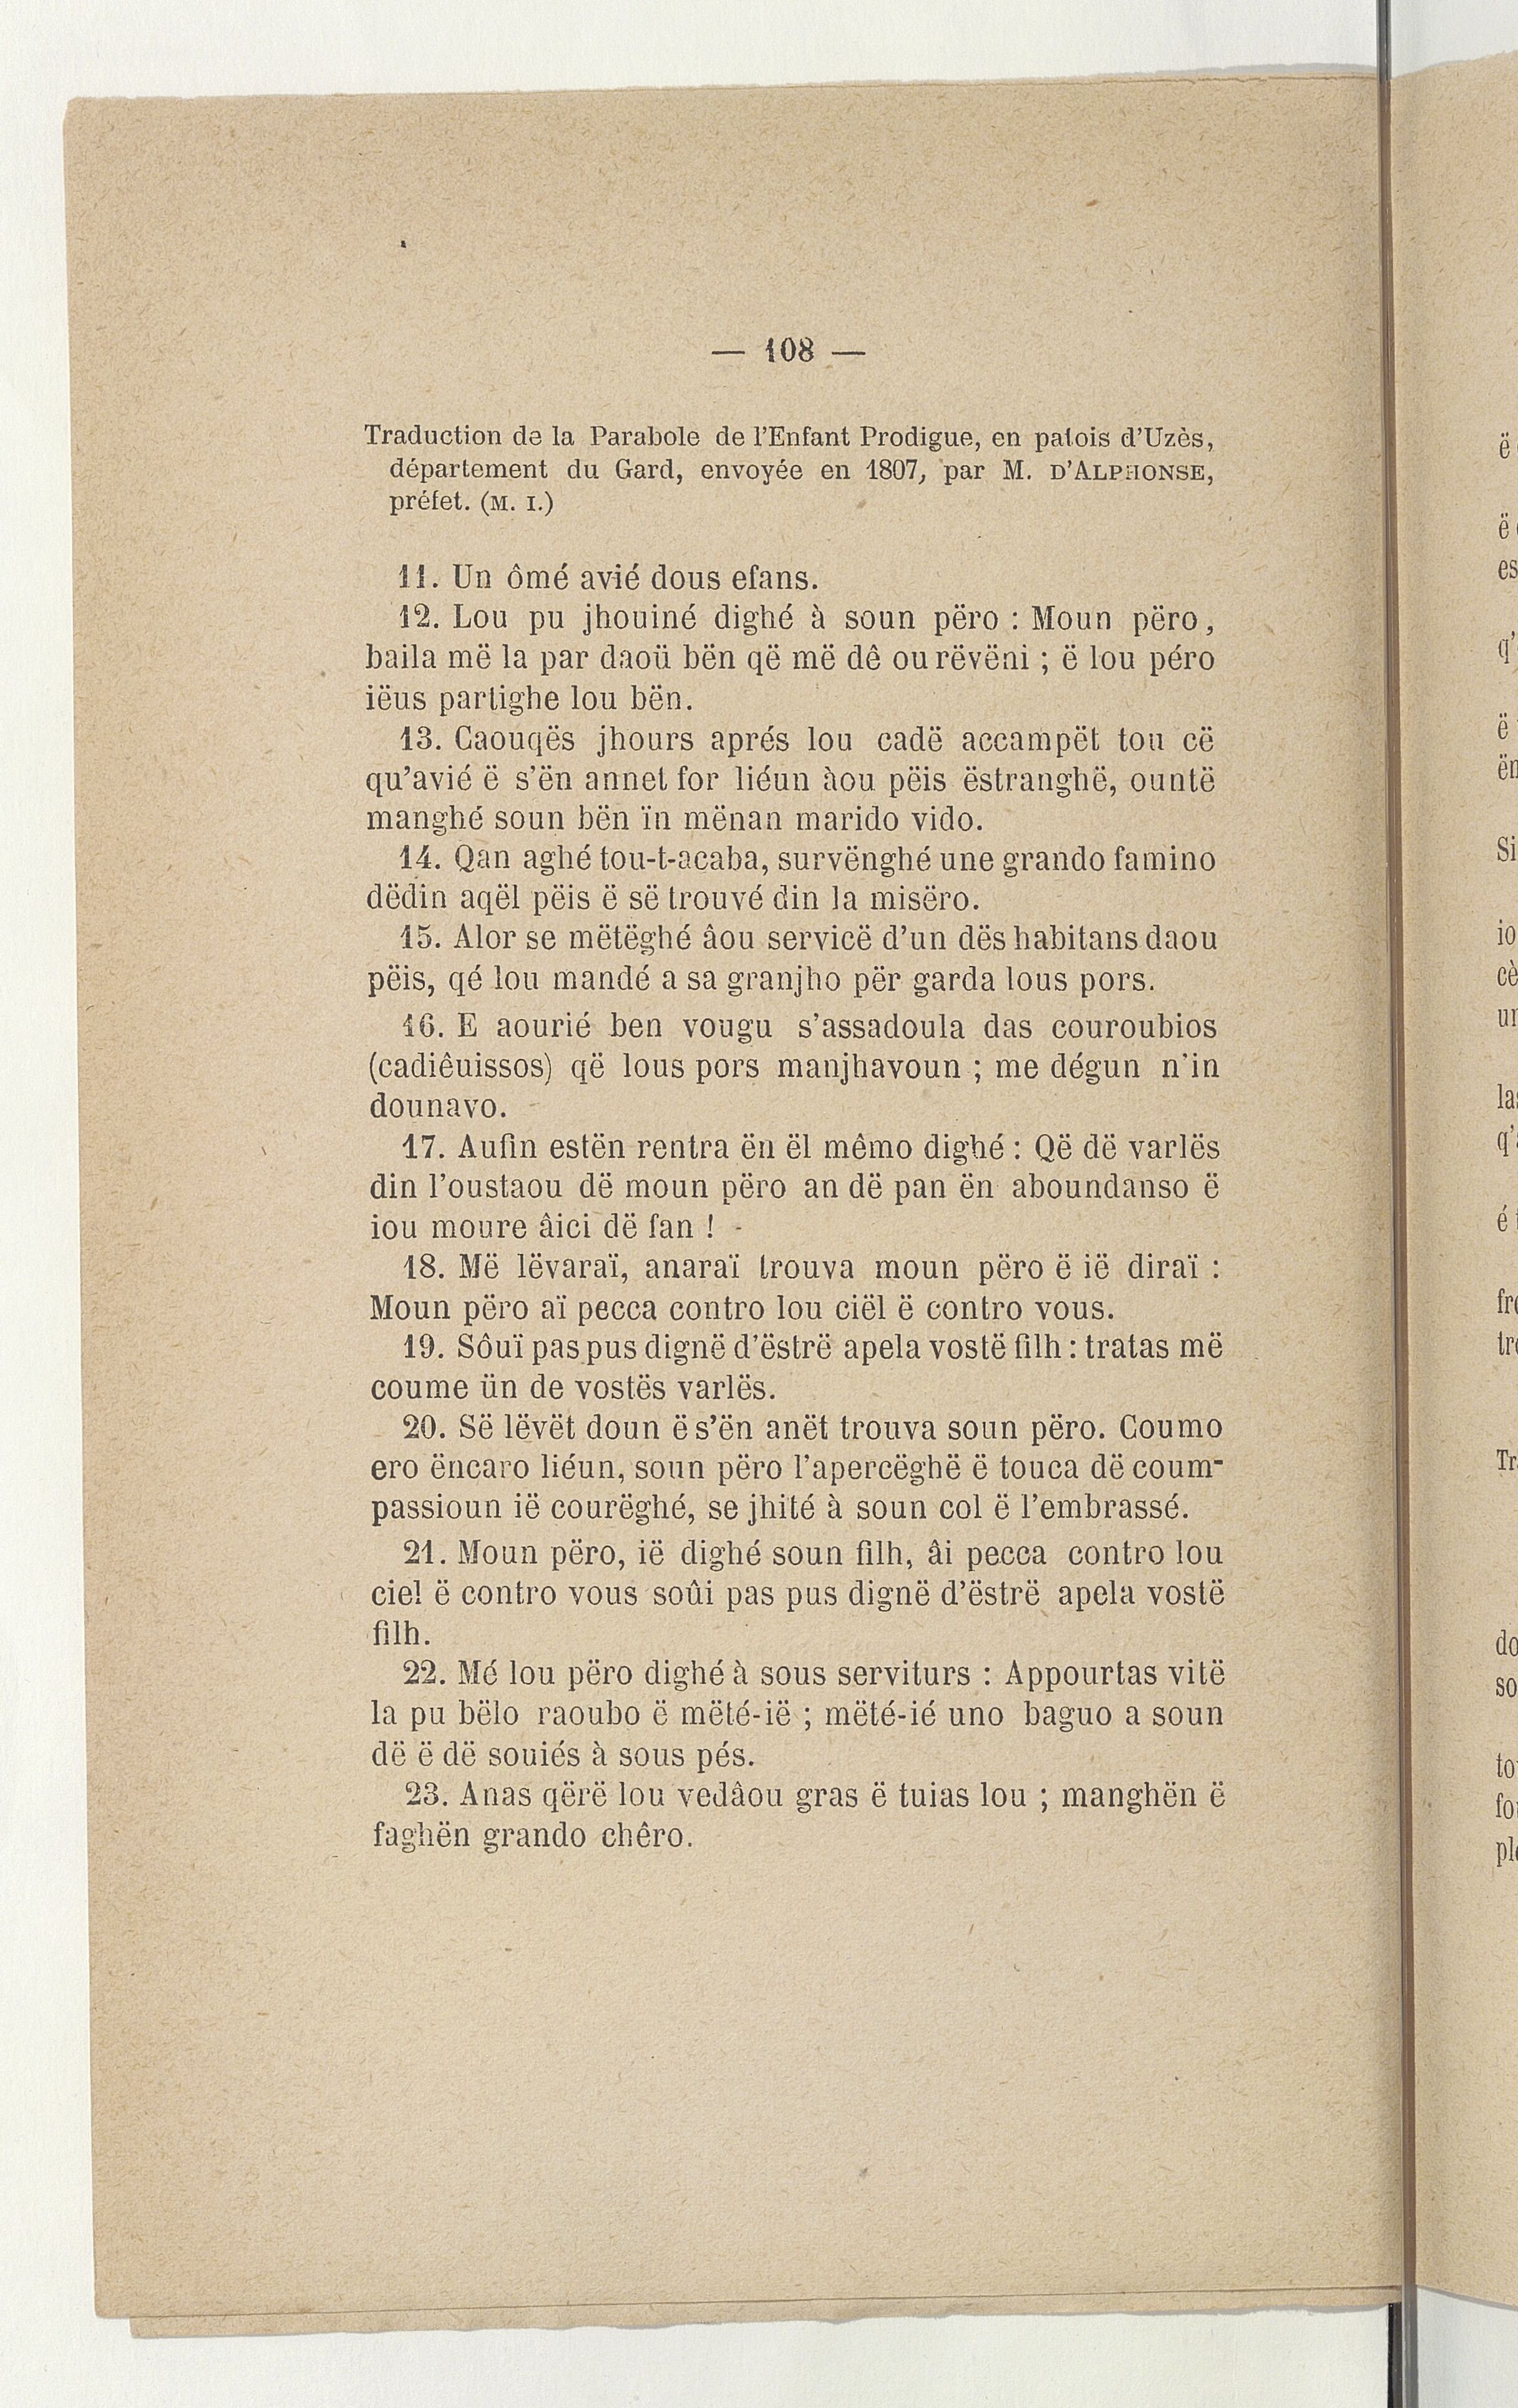 — 108 —
Traduction de la Parabole de l'Enfant Prodigue, en patois d'Uzès,
département du Gard, envoyée en 1807, par M. D'ALPHONSE,
préfet. (M. I.)
11. Un ômé avié dous efans.
12. Lou pu jhouiné dighé à soun përo : Moun përo,
baila më la par daoü bën që më dê ou rëvëni ; ë lou péro
iëus partighe lou bën.
13. Caouqës jhours aprés lou cadë accampët tou cë
qu'avié ë s'ën annet for liéun àou pëis ëstranghë, ountë
manghé soun bën ïn mënan marido vido.
14. Qan aghé tou-t-acaba, survënghé une grando famino
dëdin aqël pëis ë së trouvé din la misëro.
15. Alor se mëtëghé âou servicë d'un dës habitans daou
pëis, qé lou mandé a sa granjho për garda lous pors.
16. E aourié ben vougu s'assadoula das couroubios
(cadiêuissos) që lous pors manjhavoun ; me dégun n'in
dounavo.
17. Aufin estën rentra ën ël mêmo dighé : Që dë varlës
din l'oustaou dë moun përo an dë pan ën aboundanso ë
iou moure âici dë fan !
18. Më lëvaraï, anaraï trouva moun përo ë ië diraï :
Moun përo aï pecca contro lou ciël ë contro vous.
19. Sôuï pas pus dignë d'ëstrë apela vostë filh : tratas më
coume ün de vostës varlës.
20. Së lëvët doun ë s'ën anët trouva soun përo. Coumo
ero ëncaro liéun, soun përo l'apercëghë ë touca dë coum-
passioun ië courëghé, se jhité à soun col ë l'embrassé.
21. Moun përo, ië dighé soun filh, âi pecca contro lou
ciel ë contro vous soûi pas pus dignë d'ëstrë apela vostë
filh.
22. Mé lou përo dighé à sous serviturs : Appourtas vitë
la pu bëlo raoubo ë mëté-ië ; mëté-ié uno baguo a soun
dë ë dë souiés à sous pés.
23. Anas qërë lou vedâou gras ë tuias lou ; manghën ë
faghën grando chêro.